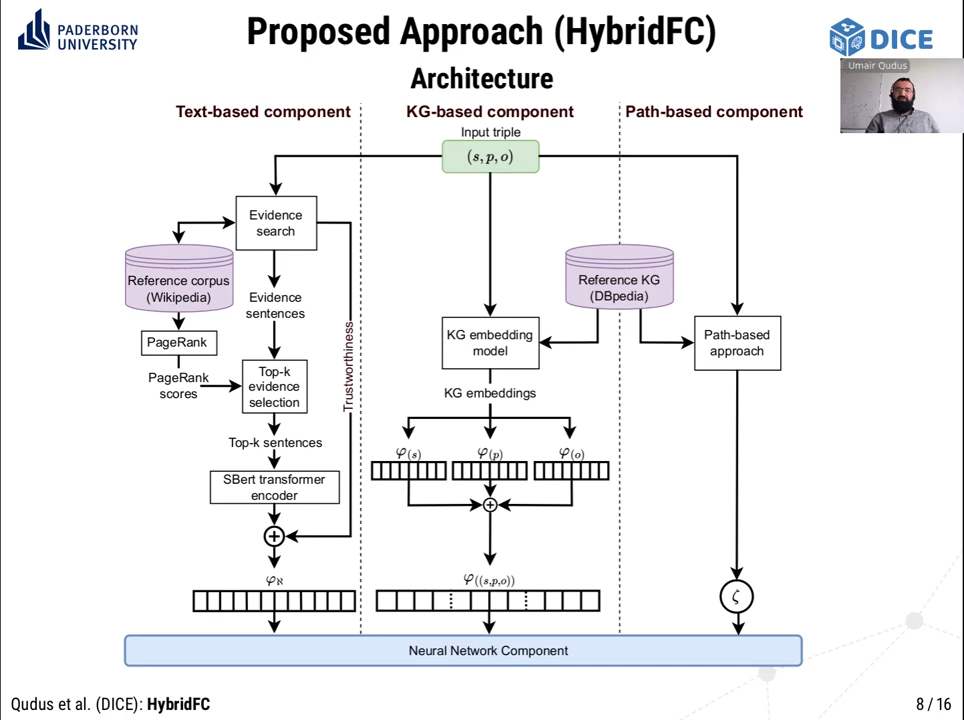 PADERBORN
UNIVERSITY
Proposed Approach (HybridFC)
DICE
Umair Qudus
Architecture
Text-based component
KG-based component
Path-based component
Input triple
(s, p, o)
Evidence
search
Reference corpus
(Wikipedia)
Reference KG
(DBpedia)
Evidence
sentences
Trustworthiness
PageRank
KG embedding
model
Path-based
approach
PageRank
scores
Top-k
evidence
selection
KG embeddings
Top-k sentences
φ(s)
φ(p)
φ(o)
SBert transformer
encoder
+
+
φℵ
φ((s,p,o))
ζ
Neural Network Component
Qudus et al. (DICE): HybridFC
8 / 16